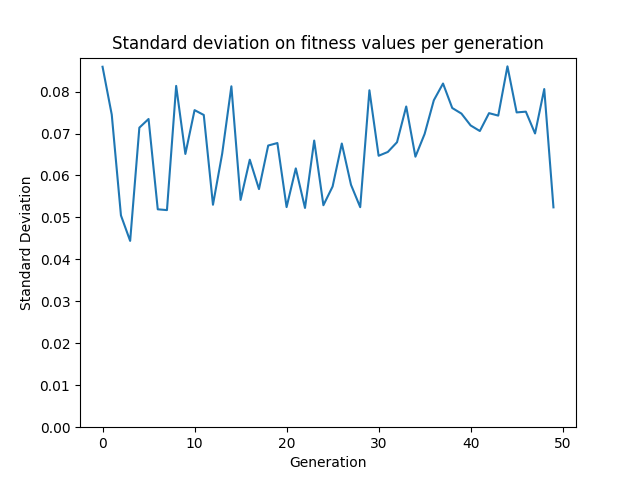 Standard deviation on fitness values per generation
Standard Deviation
0.08
0.07
0.06
0.05
0.04
0.03
0.02
0.01
0.00
0 10 20 30 40 50
Generation